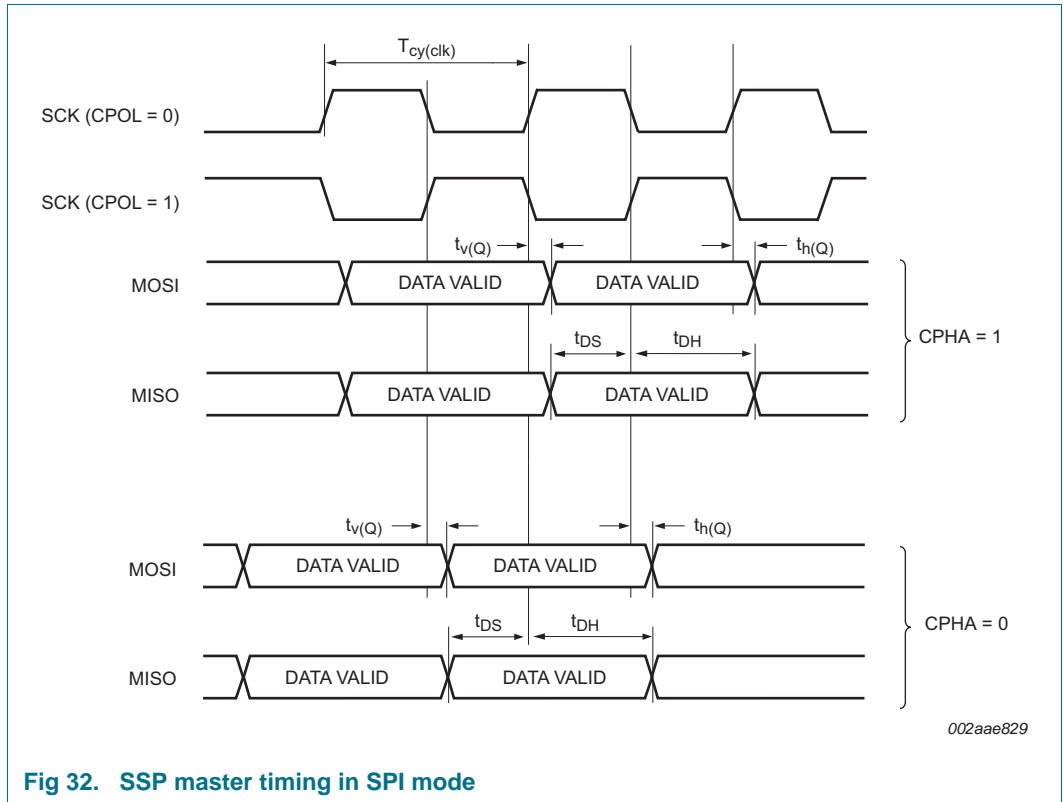 Tcy(clk)
SCK (CPOL = 0)
SCK (CPOL = 1)
tv(Q)
th(Q)
MOSI
DATA VALID
DATA VALID
tDS
tDH
CPHA = 1
MISO
DATA VALID
DATA VALID
tv(Q)
th(Q)
MOSI
DATA VALID
DATA VALID
tDS
tDH
CPHA = 0
MISO
DATA VALID
DATA VALID
002aae829
Fig 32. SSP master timing in SPI mode